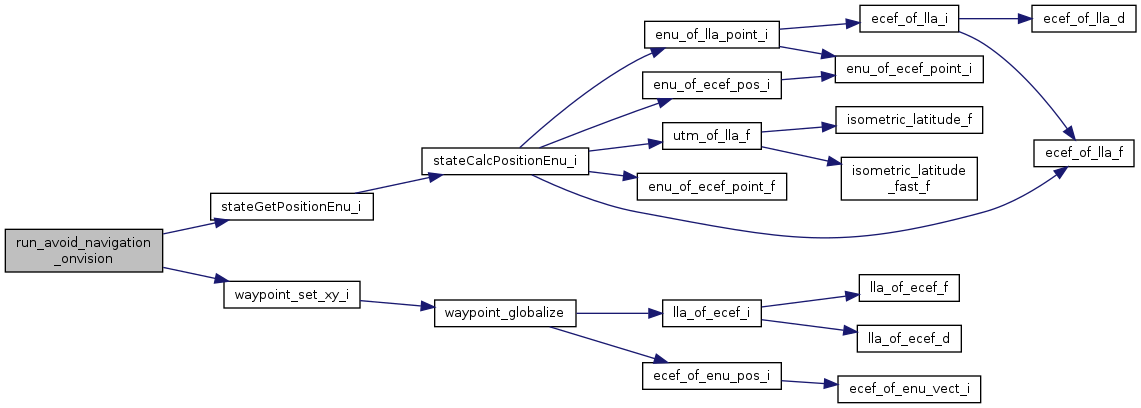 run_avoid_navigation
_onvision
stateGetPositionEnu_i
stateCalcPositionEnu_i
enu_of_lla_point_i
ecef_of_lla_i
ecef_of_lla_d
enu_of_ecef_point_i
enu_of_ecef_pos_i
utm_of_lla_f
isometric_latitude_f
isometric_latitude
_fast_f
ecef_of_lla_f
enu_of_ecef_point_f
waypoint_set_xy_i
waypoint_globalize
lla_of_ecef_i
lla_of_ecef_f
lla_of_ecef_d
ecef_of_enu_pos_i
ecef_of_enu_vect_i